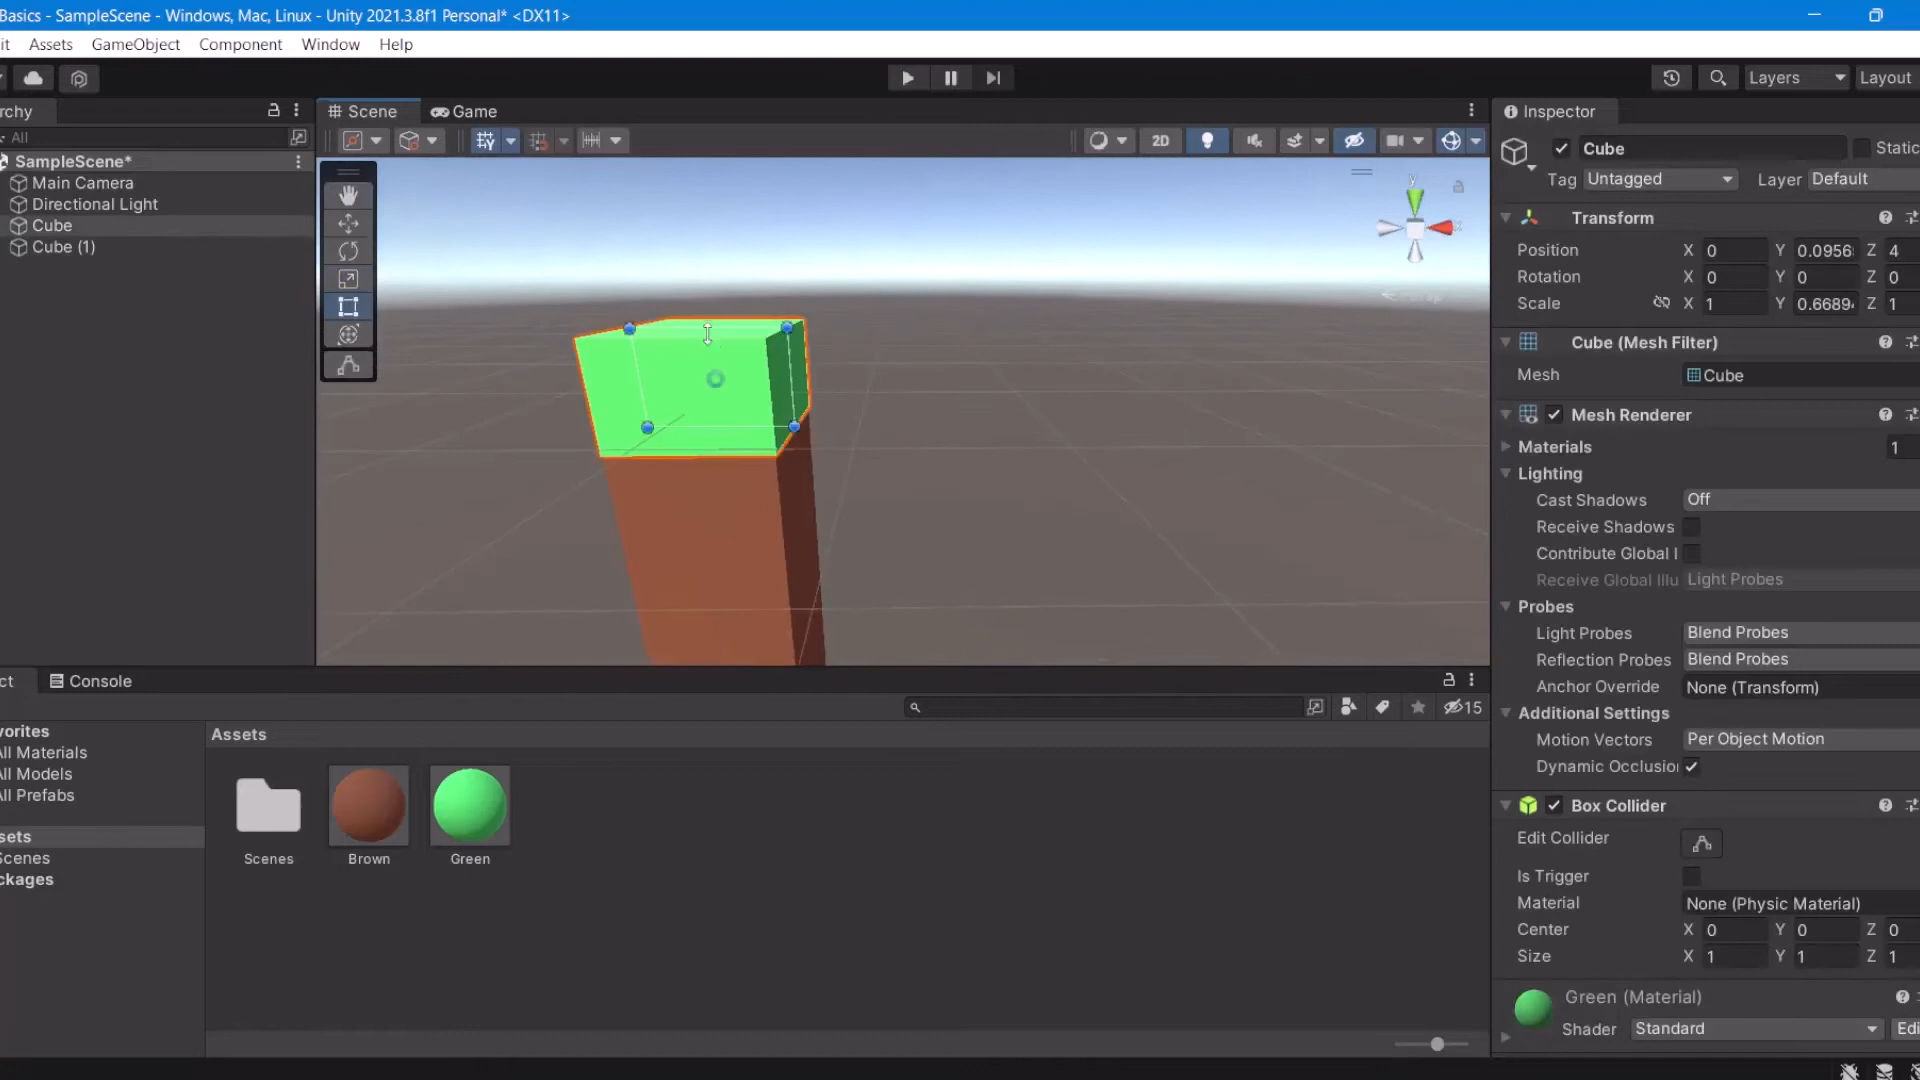 Basics - SampleScene - Windows, Mac, Linux - Unity 2021.3.8f1 Personal* <DX11>
it Assets GameObject Component Window Help
Layers Layout
rchy
Scene Game
Inspector
All
2D
Cube Static
SampleScene*
Main Camera
Directional Light
Cube
Cube (1)
Tag Untagged Layer Default
Transform
Position X 0 Y 0.0956 Z 4
Rotation X 0 Y 0 Z 0
Scale X 1 Y 0.6689 Z 1
Cube (Mesh Filter)
Mesh Cube
Mesh Renderer
Materials 1
Lighting
Cast Shadows Off
Receive Shadows
Contribute Global I
Receive Global Illu Light Probes
Probes
Light Probes Blend Probes
Reflection Probes Blend Probes
Anchor Override None (Transform)
Additional Settings
Motion Vectors Per Object Motion
Dynamic Occlusio
Box Collider
Edit Collider
Is Trigger
Material None (Physic Material)
Center X 0 Y 0 Z 0
Size X 1 Y 1 Z 1
Green (Material)
Shader Standard Edi
ct Console
15
vorites
All Materials
All Models
All Prefabs
sets
Scenes
ckages
Assets
Scenes Brown Green
y